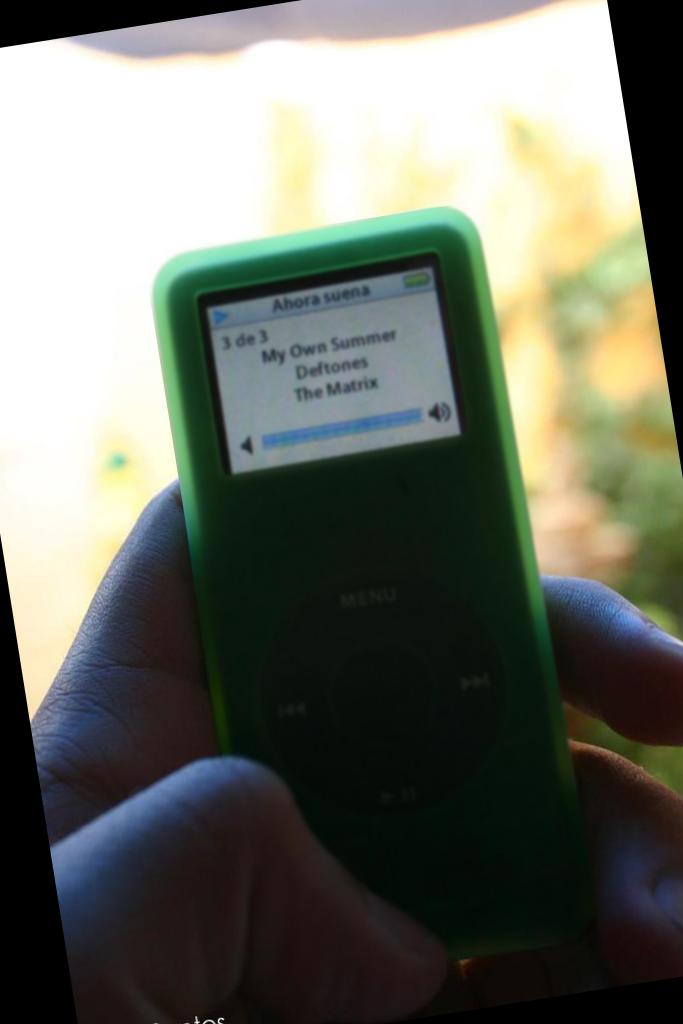 Ahora suena
3 de 3
My Own Summer
Deftones
The Matrix
MENU